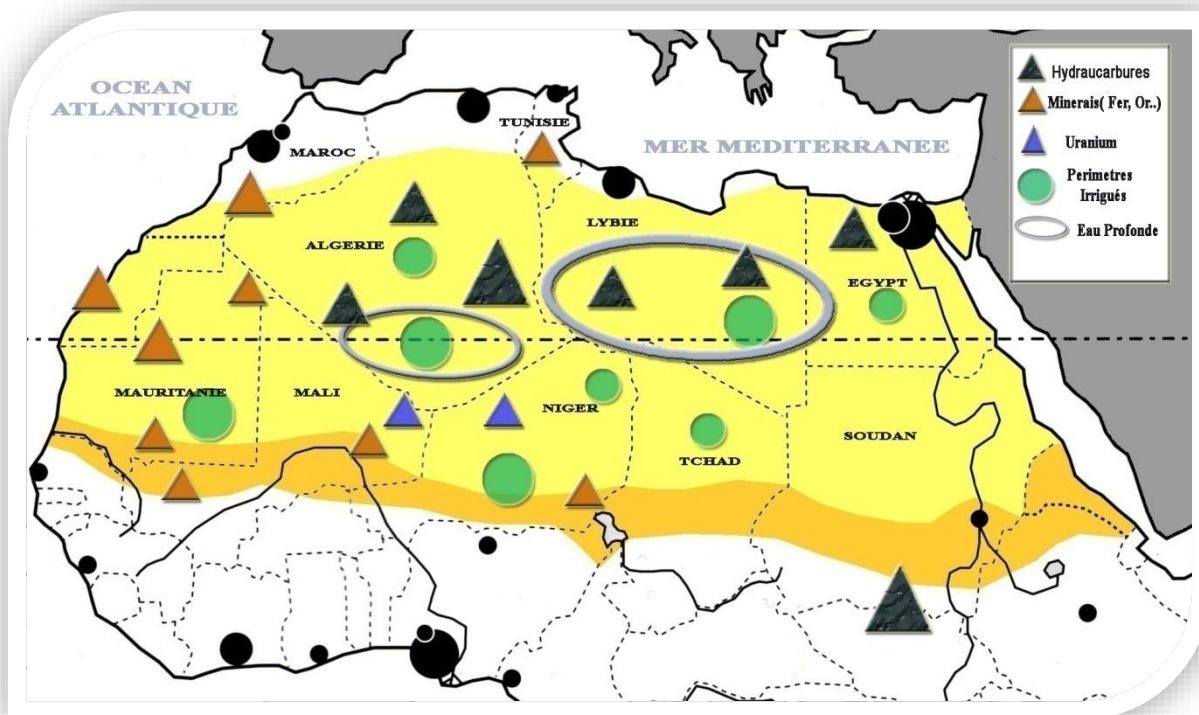 OCEAN
ATLANTIQUE
MER MEDITERRANEE
TUNISIE
MAROC
LYBIE
ALGERIE
EGYPT
MAURITANIE
MALI
NIGER
TCHAD
SOUDAN
Hydraucarbures
Minerais( Fer, Or..)
Uranium
Perimetres
Irrigués
Eau Profonde